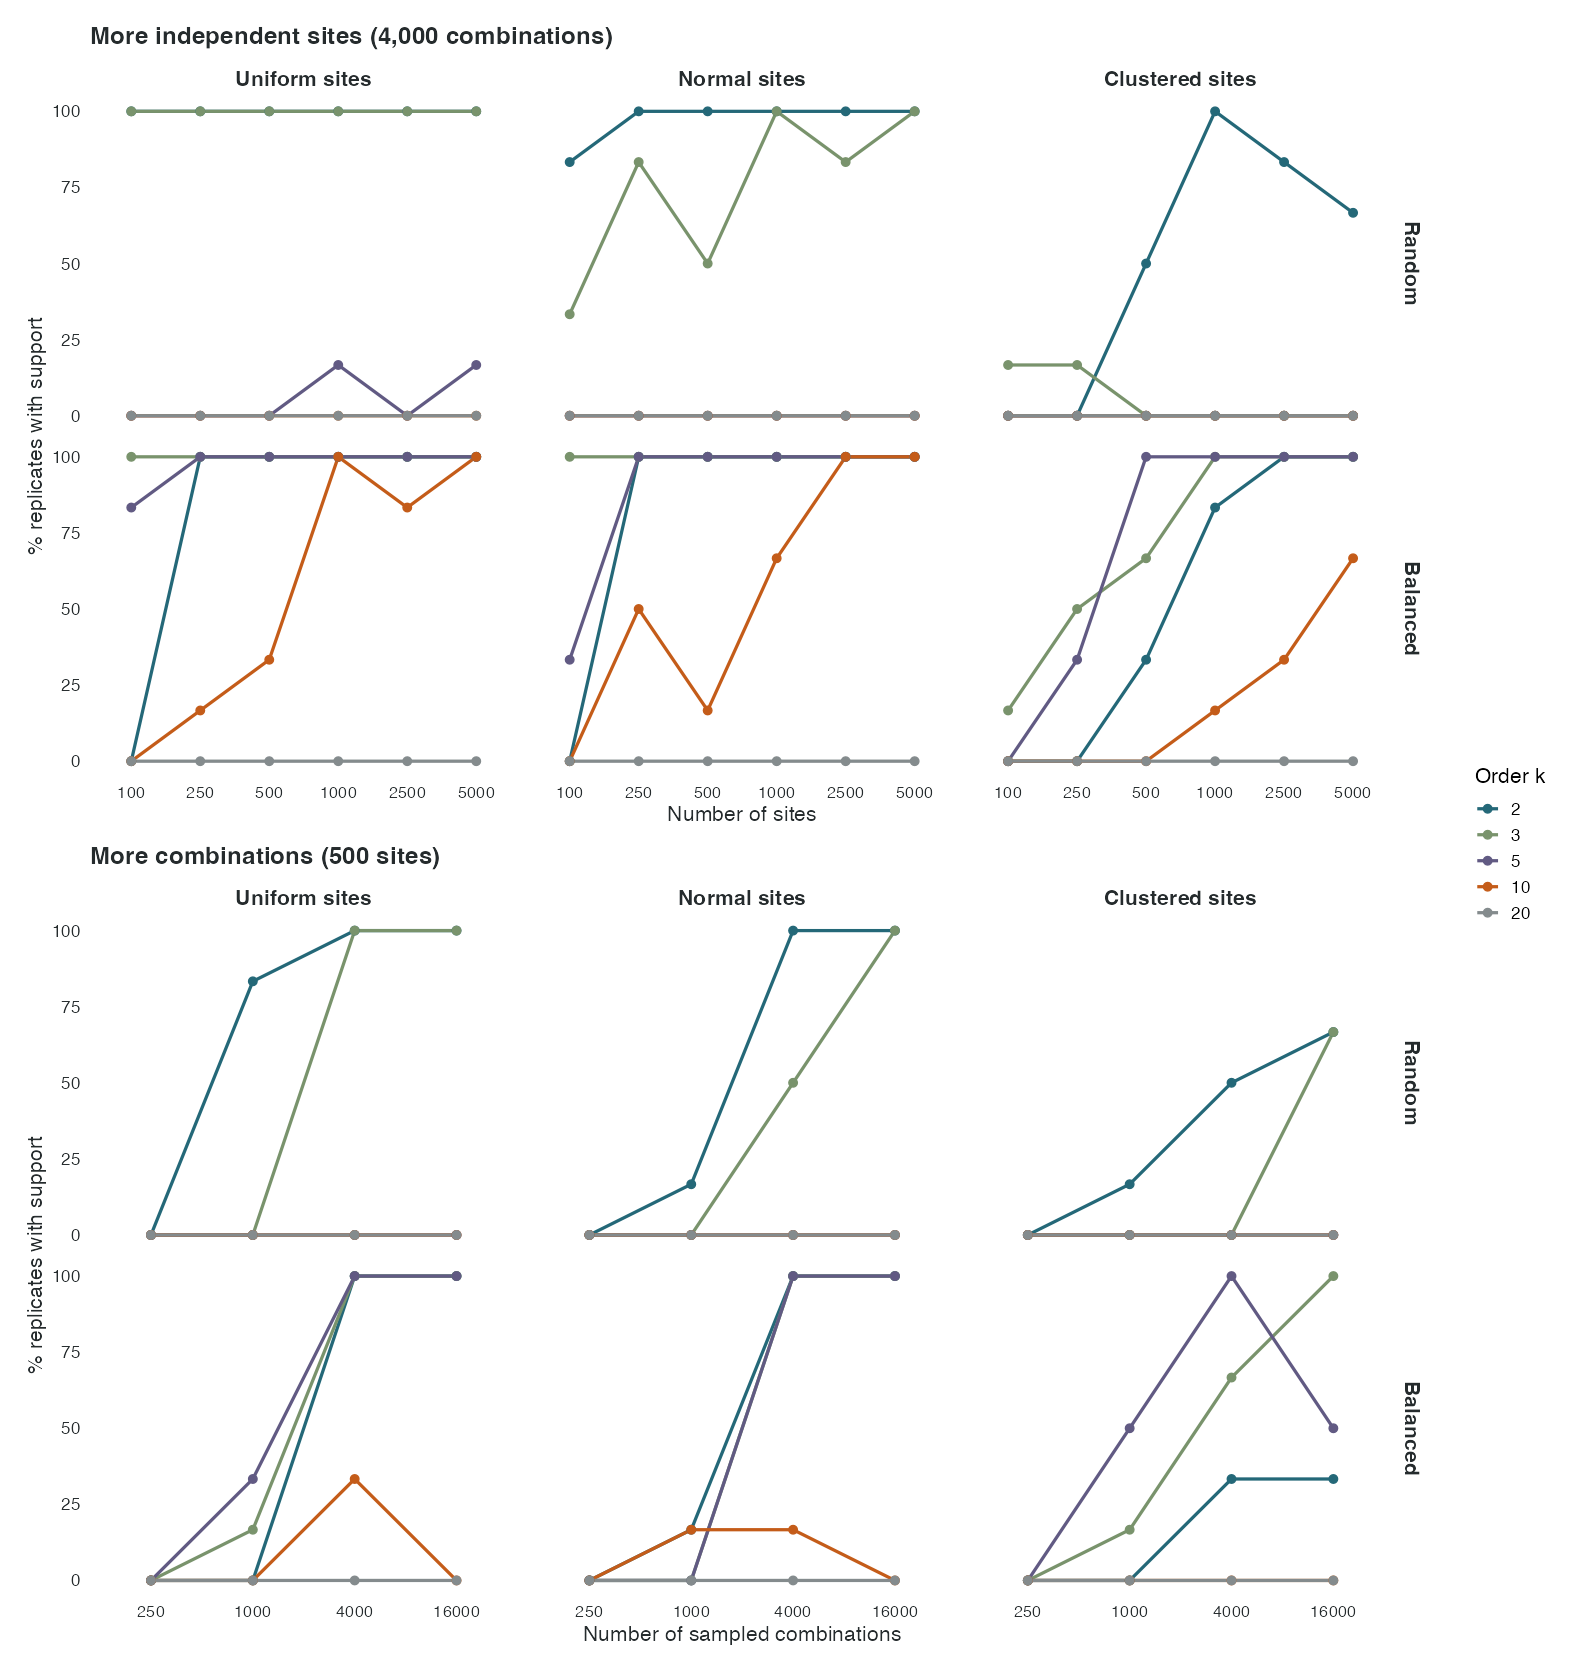 More independent sites (4,000 combinations)
Uniform sites
Normal sites
Clustered sites
% replicates with support
100
75
50
25
0
Random
100
75
50
25
0
Balanced
100 250 500 1000 2500 5000
100 250 500 1000 2500 5000
100 250 500 1000 2500 5000
Number of sites
Order k
2
3
5
10
20
More combinations (500 sites)
Uniform sites
Normal sites
Clustered sites
% replicates with support
100
75
50
25
0
Random
100
75
50
25
0
Balanced
250 1000 4000 16000
250 1000 4000 16000
250 1000 4000 16000
Number of sampled combinations